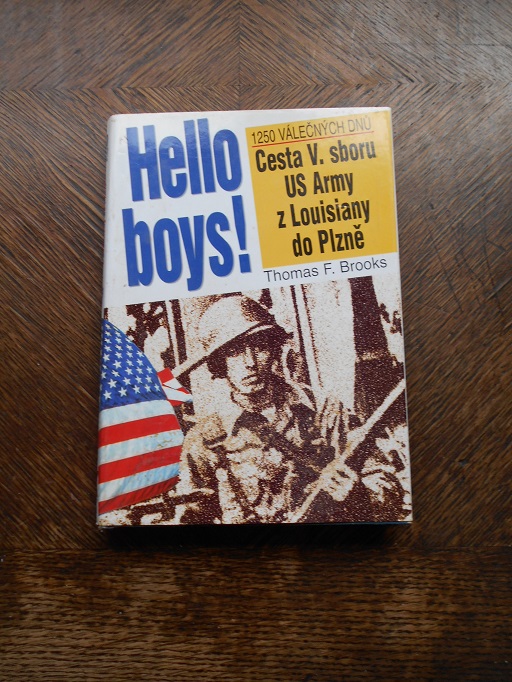 Hello
boys!
1250 VÁLEČNÝCH DNŮ
Cesta V. sboru
US Army
z Louisiany
do Plzně
Thomas F. Brooks